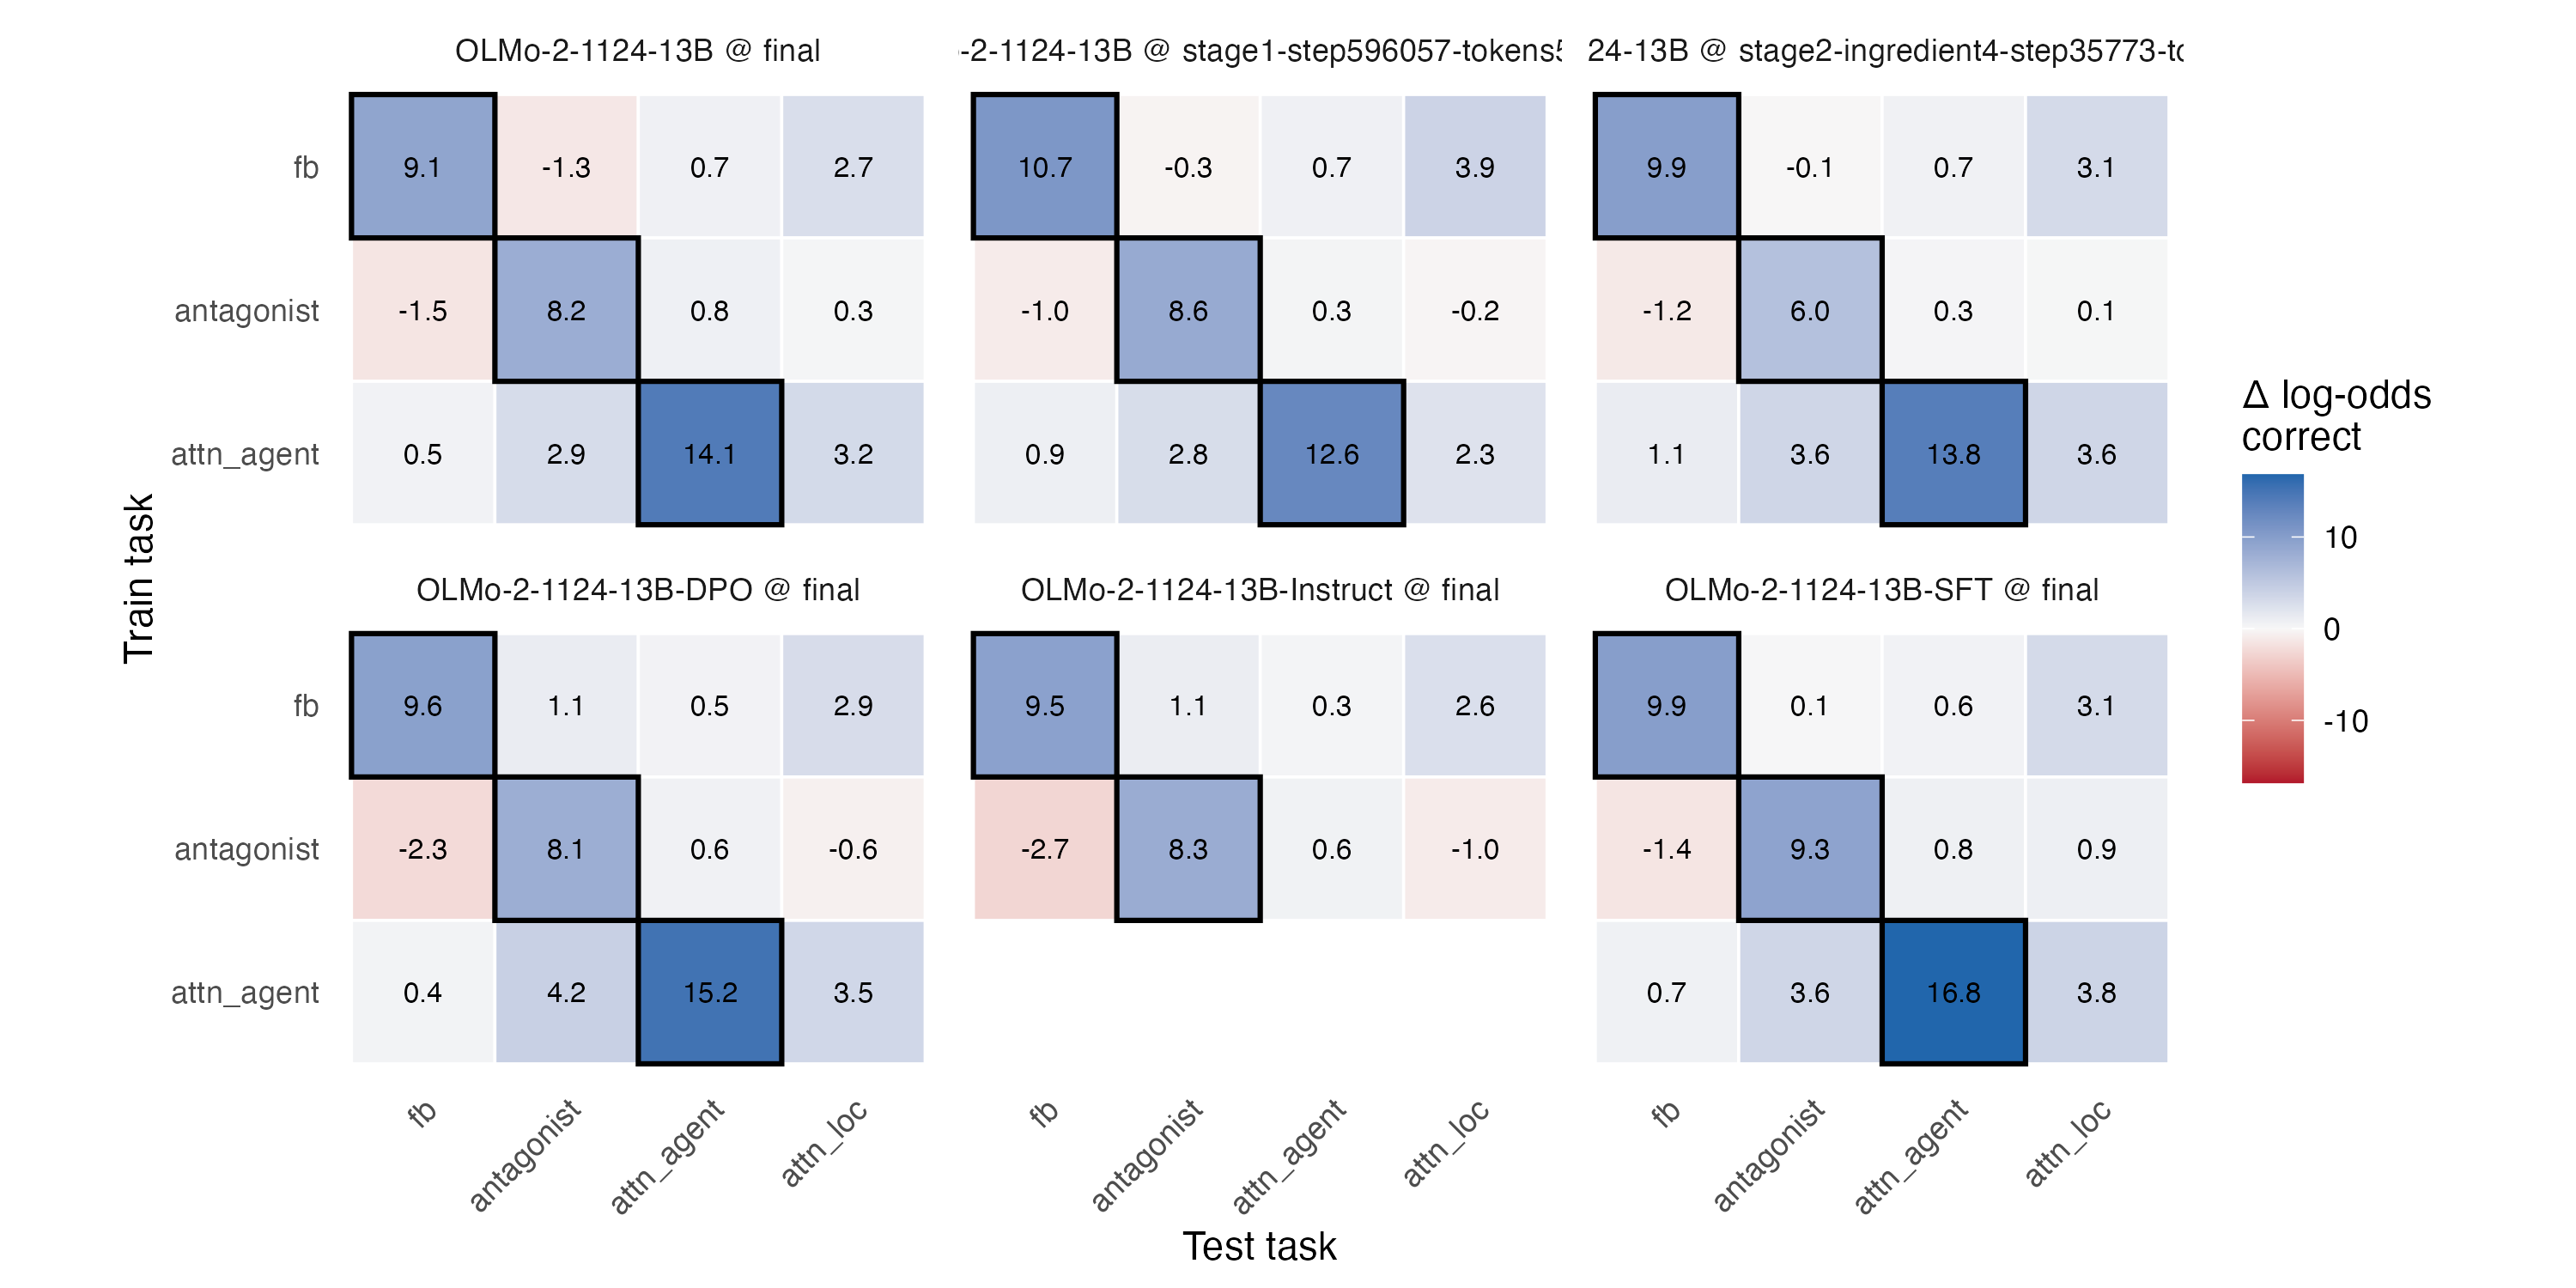 OLMo-2-1124-13B @ final
-2-1124-13B @ stage1-step596057-tokens5
24-13B @ stage2-ingredient4-step35773-to
fb
9.1 -1.3 0.7 2.7
10.7 -0.3 0.7 3.9
9.9 -0.1 0.7 3.1
antagonist
-1.5 8.2 0.8 0.3
-1.0 8.6 0.3 -0.2
-1.2 6.0 0.3 0.1
attn_agent
0.5 2.9 14.1 3.2
0.9 2.8 12.6 2.3
1.1 3.6 13.8 3.6
OLMo-2-1124-13B-DPO @ final
OLMo-2-1124-13B-Instruct @ final
OLMo-2-1124-13B-SFT @ final
fb
9.6 1.1 0.5 2.9
9.5 1.1 0.3 2.6
9.9 0.1 0.6 3.1
antagonist
-2.3 8.1 0.6 -0.6
-2.7 8.3 0.6 -1.0
-1.4 9.3 0.8 0.9
attn_agent
0.4 4.2 15.2 3.5
0.7 3.6 16.8 3.8
fb antagonist attn_agent attn_loc
fb antagonist attn_agent attn_loc
fb antagonist attn_agent attn_loc
Train task
Test task
Δ log-odds
correct
10
0
-10